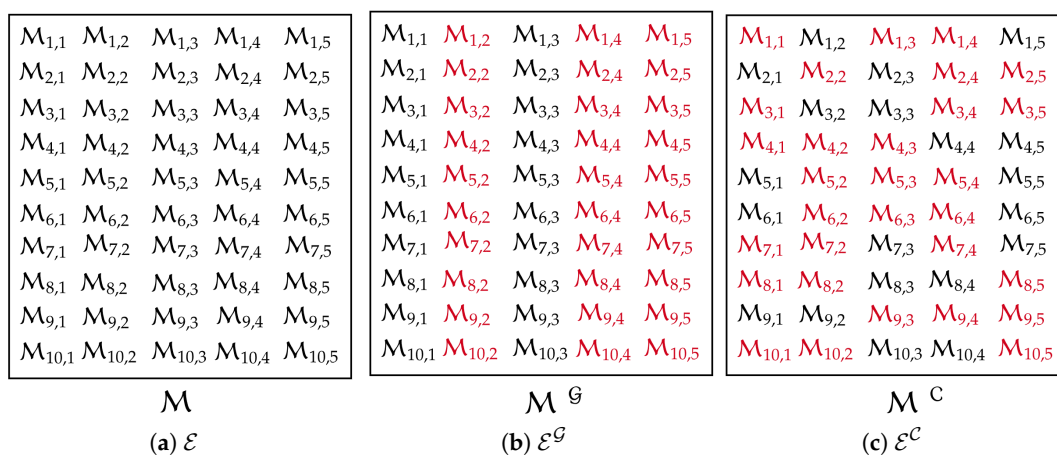 M1,1 M1,2 M1,3 M1,4 M1,5
M2,1 M2,2 M2,3 M2,4 M2,5
M3,1 M3,2 M3,3 M3,4 M3,5
M4,1 M4,2 M4,3 M4,4 M4,5
M5,1 M5,2 M5,3 M5,4 M5,5
M6,1 M6,2 M6,3 M6,4 M6,5
M7,1 M7,2 M7,3 M7,4 M7,5
M8,1 M8,2 M8,3 M8,4 M8,5
M9,1 M9,2 M9,3 M9,4 M9,5
M10,1 M10,2 M10,3 M10,4 M10,5
M
(a) ℰ
M1,1 M1,2 M1,3 M1,4 M1,5
M2,1 M2,2 M2,3 M2,4 M2,5
M3,1 M3,2 M3,3 M3,4 M3,5
M4,1 M4,2 M4,3 M4,4 M4,5
M5,1 M5,2 M5,3 M5,4 M5,5
M6,1 M6,2 M6,3 M6,4 M6,5
M7,1 M7,2 M7,3 M7,4 M7,5
M8,1 M8,2 M8,3 M8,4 M8,5
M9,1 M9,2 M9,3 M9,4 M9,5
M10,1 M10,2 M10,3 M10,4 M10,5
M G
(b) ℰG
M1,1 M1,2 M1,3 M1,4 M1,5
M2,1 M2,2 M2,3 M2,4 M2,5
M3,1 M3,2 M3,3 M3,4 M3,5
M4,1 M4,2 M4,3 M4,4 M4,5
M5,1 M5,2 M5,3 M5,4 M5,5
M6,1 M6,2 M6,3 M6,4 M6,5
M7,1 M7,2 M7,3 M7,4 M7,5
M8,1 M8,2 M8,3 M8,4 M8,5
M9,1 M9,2 M9,3 M9,4 M9,5
M10,1 M10,2 M10,3 M10,4 M10,5
M C
(c) ℰC